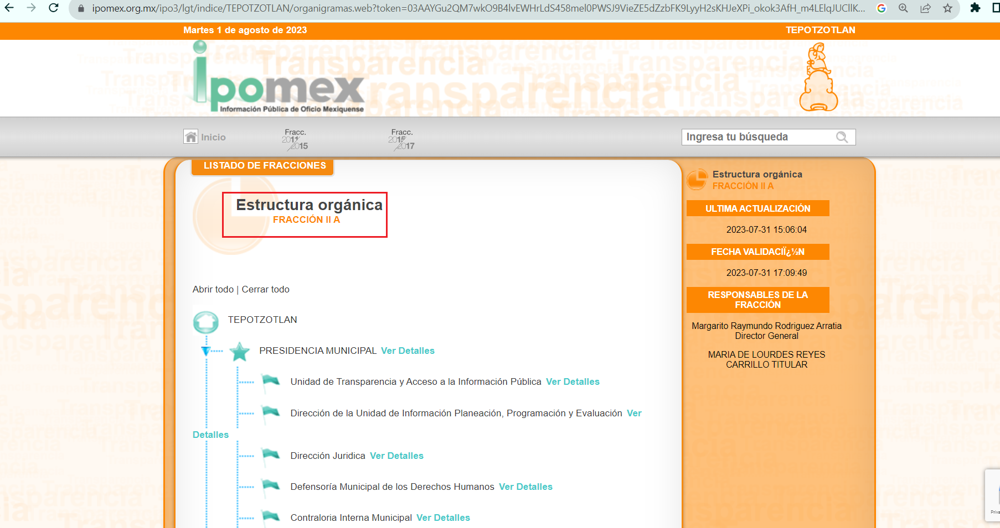 ipomex.org.mx/ipo3/lgt/indice/TEPOTZOTLAN/organigramas.web?token=03AAYGu2QM7wkO9B4lvEWHrLdS458mel0PWSJ9VieZE5dZzbFK9LyyH2sKHJeXPi_okok3AfH_m4LElqJUCllK...
Martes 1 de agosto de 2023
TEPOTZOTLAN
Transparencia
ipomex
Información Pública de Oficio Mexiquense
Inicio
Fracc.
2011/2015
Fracc.
2015/2017
Ingresa tu búsqueda
LISTADO DE FRACCIONES
Estructura orgánica
FRACCIÓN II A
Abrir todo | Cerrar todo
TEPOTZOTLAN
PRESIDENCIA MUNICIPAL Ver Detalles
Unidad de Transparencia y Acceso a la Información Pública Ver Detalles
Dirección de la Unidad de Información Planeación, Programación y Evaluación Ver
Detalles
Dirección Juridica Ver Detalles
Defensoría Municipal de los Derechos Humanos Ver Detalles
Contraloria Interna Municipal Ver Detalles
Estructura orgánica
FRACCIÓN II A
ULTIMA ACTUALIZACIÓN
2023-07-31 15:06:04
FECHA VALIDACIÏ¿½N
2023-07-31 17:09:49
RESPONSABLES DE LA
FRACCIÓN
Margarito Raymundo Rodriguez Arratia
Director General
MARIA DE LOURDES REYES
CARRILLO TITULAR
Priva